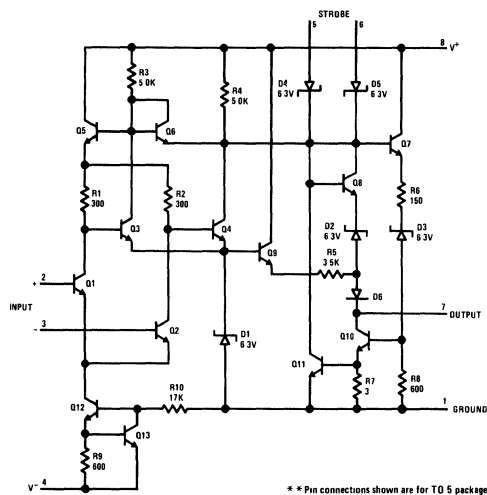 STROBE
5 6
8 V+
R3
5 0K
R4
5 0K
D4
6 3V
D5
6 3V
Q5
Q6
Q7
Q8
R1
300
R2
300
R6
150
Q3
Q4
Q9
D2
6 3V
D3
6 3V
R5
3 5K
2
+
Q1
INPUT
D6
7
OUTPUT
3
-
Q2
D1
6 3V
Q10
Q11
R10
17K
R7
3
R8
600
1
GROUND
Q12
Q13
R9
600
V- 4
* * Pin connections shown are for TO 5 package